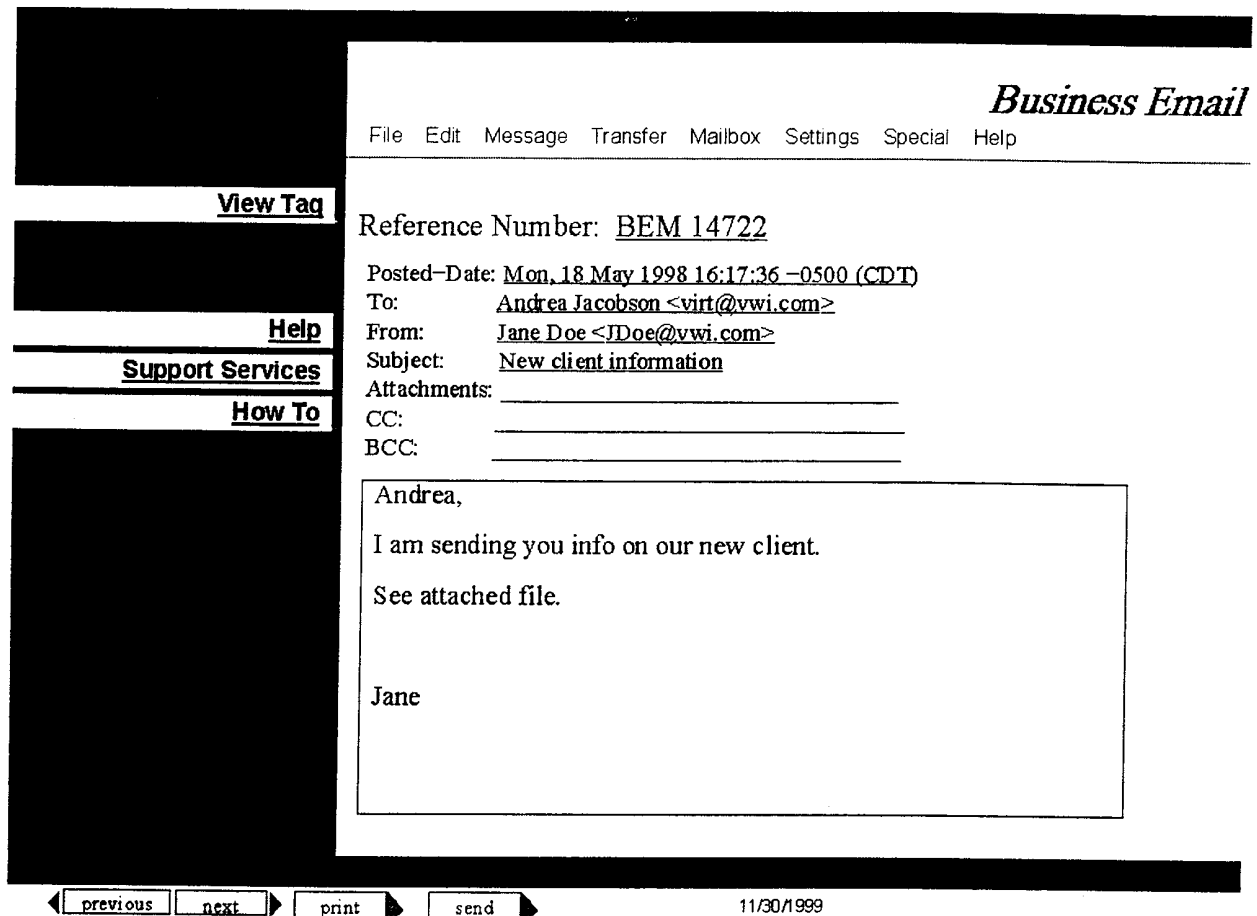 Business Email
File Edit Message Transfer Mailbox Settings Special Help
View Tag
Reference Number: BEM 14722
Posted-Date: Mon, 18 May 1998 16:17:36 -0500 (CDT)
To: Andrea Jacobson <virt@vwi.com>
Help
From: Jane Doe <JDoe@vwi.com>
Support Services
Subject: New client information
Attachments:
How To
CC:
BCC:
Andrea,
I am sending you info on our new client.
See attached file.
Jane
previous next print send 11/30/1999